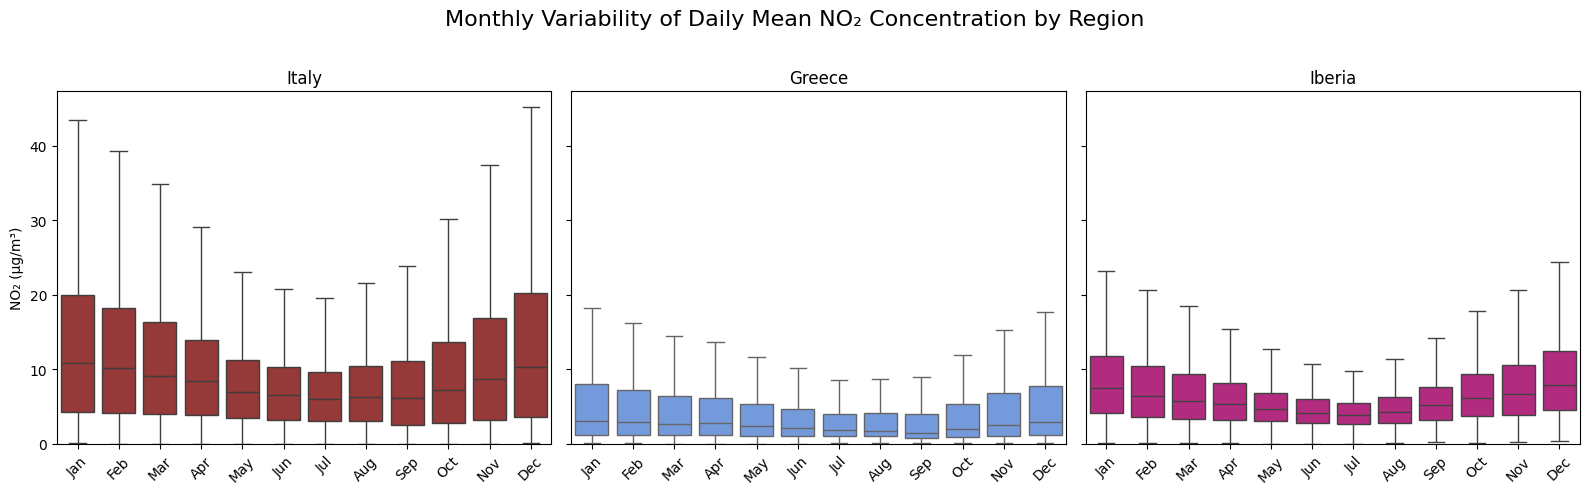 Monthly Variability of Daily Mean NO₂ Concentration by Region
Italy
Greece
Iberia
NO₂ (µg/m³)
40
30
20
10
0
Jan Feb Mar Apr May Jun Jul Aug Sep Oct Nov Dec
Jan Feb Mar Apr May Jun Jul Aug Sep Oct Nov Dec
Jan Feb Mar Apr May Jun Jul Aug Sep Oct Nov Dec